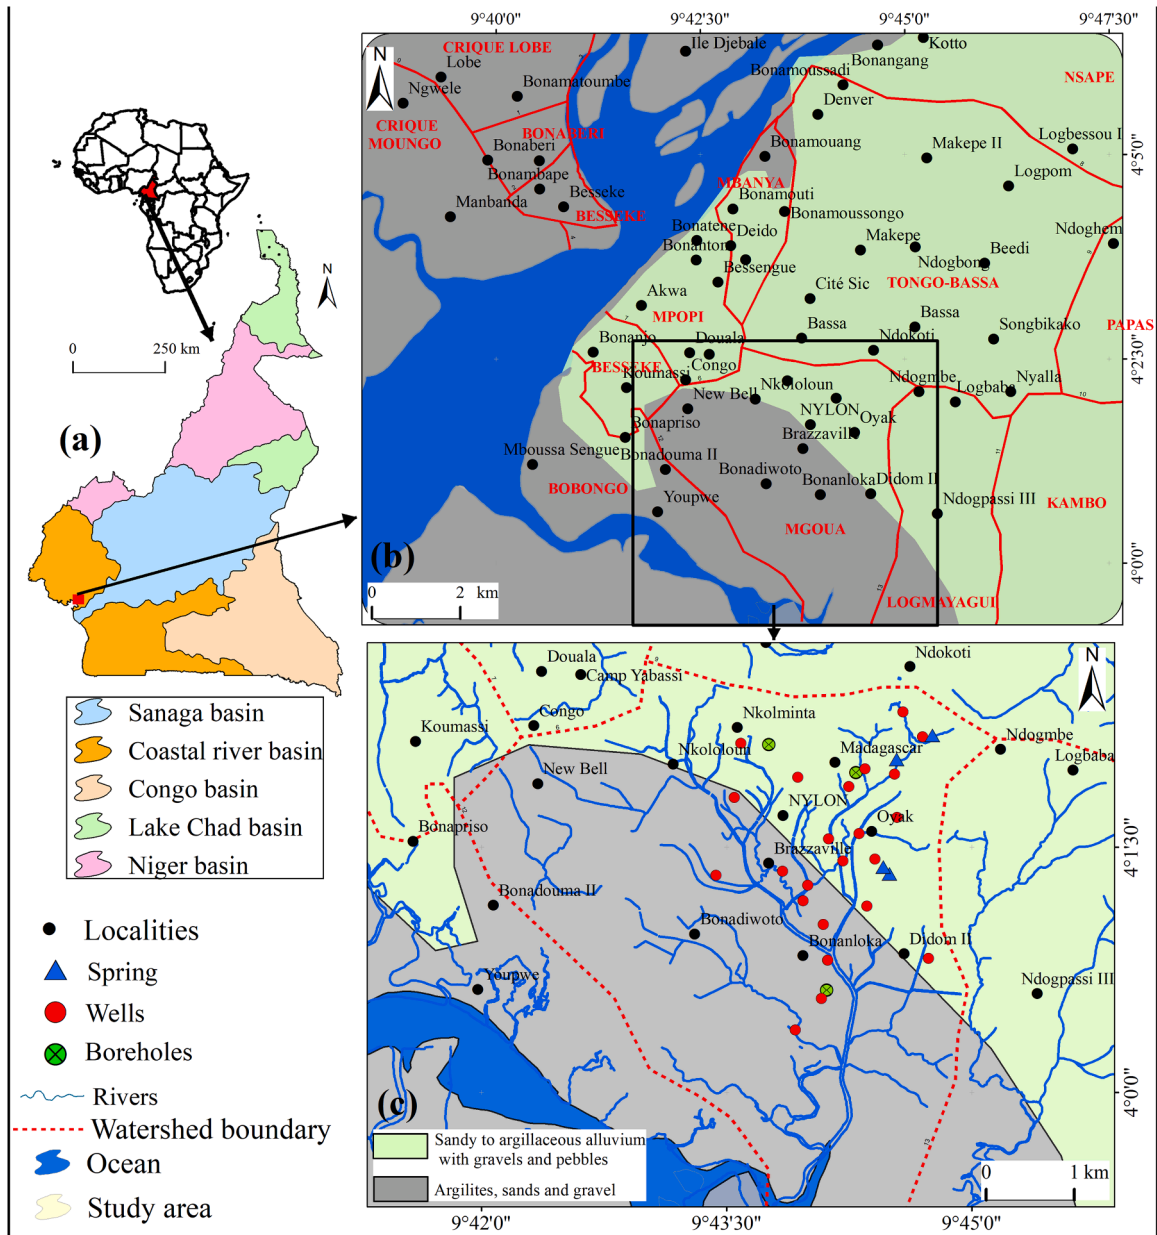 9°40'0"
9°42'30"
9°45'0"
9°47'30"
N
CRIQUE LOBE
Lobe
Ngwele
Bonamatoumbe
CRIQUE
MOUNGO
BONABERI
Bonaberi
Bonambape
Besseke
BESSEKE
Manbanda
Ile Djebale
Kotto
Bonangang
Bonamoussadi
NSAPE
Denver
Logbessou I
4°5'0"
Bonamouang
Makepe II
Logpom
MBANYA
Bonamouti
Bonamoussongo
Bonatene
Deido
Bonanton
Makepe
Ndoghem
Bessengue
Ndogbong
Beedi
TONGO-BASSA
Cité Sic
Akwa
MPOPI
Bassa
Bassa
Songbikako
PAPAS
Bonanjo
Douala
Ndokoti
4°2'30"
BESSEKE
Congo
Koumassi
Nkololoun
Ndogmbe
Logbaba
Nyalla
New Bell
NYLON
Oyak
Bonapriso
Brazzaville
Mboussa Sengue
Bonadouma II
Bonadiwoto
Bonanloka
Didom II
BOBONGO
Youpwe
Ndogpassi III
KAMBO
MGOUA
(b)
4°0'0"
LOGMAYAGUI
0 2 km
N
0 250 km
(a)
Sanaga basin
Coastal river basin
Congo basin
Lake Chad basin
Niger basin
Localities
Spring
Wells
Boreholes
Rivers
Watershed boundary
Ocean
Study area
Douala
Camp Yabassi
Ndokoti
N
Koumassi
Congo
Nkolminta
Ndogmbe
Nkololoun
Madagascar
Logbaba
New Bell
NYLON
Oyak
Bonapriso
Brazzaville
4°1'30"
Bonadouma II
Bonadiwoto
Bonanloka
Didom II
Youpwe
Ndogpassi III
4°0'0"
(c)
Sandy to argillaceous alluvium
with gravels and pebbles
Argilites, sands and gravel
0 1 km
9°42'0"
9°43'30"
9°45'0"